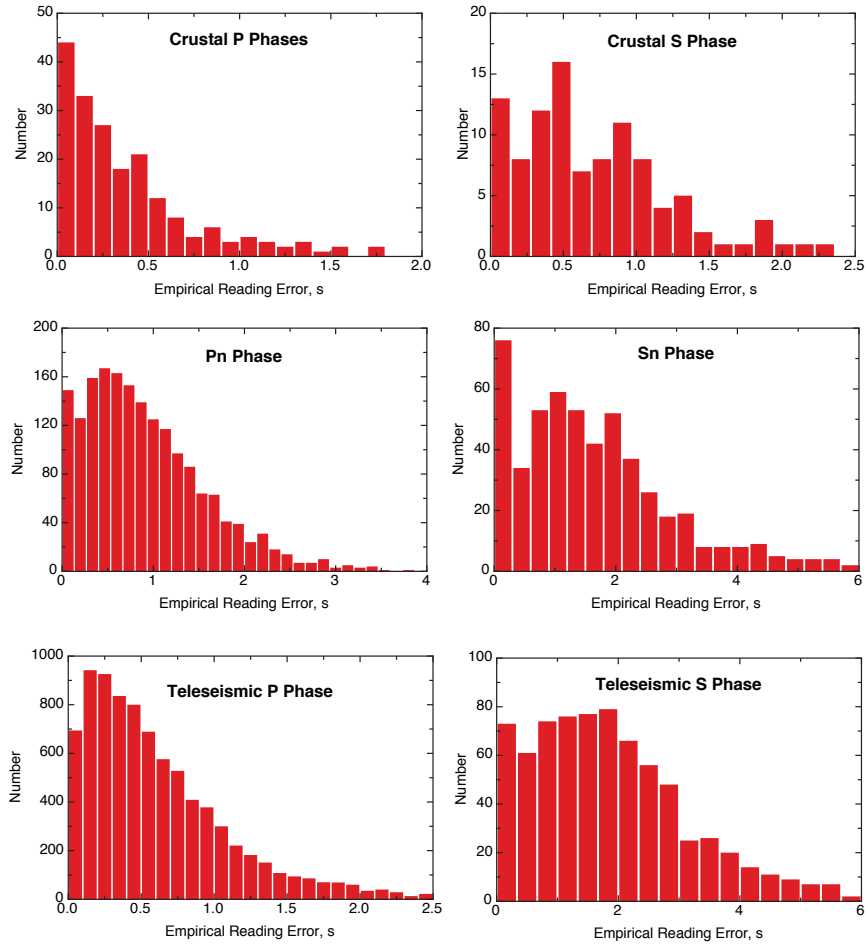 Crustal P Phases
Number
50
40
30
20
10
0
0.0 0.5 1.0 1.5 2.0
Empirical Reading Error, s
Crustal S Phase
Number
20
15
10
5
0
0.0 0.5 1.0 1.5 2.0 2.5
Empirical Reading Error, s
Pn Phase
Number
200
160
120
80
40
0
0 1 2 3 4
Empirical Reading Error, s
Sn Phase
Number
80
60
40
20
0
0 2 4 6
Empirical Reading Error, s
Teleseismic P Phase
Number
1000
800
600
400
200
0
0.0 0.5 1.0 1.5 2.0 2.5
Empirical Reading Error, s
Teleseismic S Phase
Number
100
80
60
40
20
0
0 2 4 6
Empirical Reading Error, s